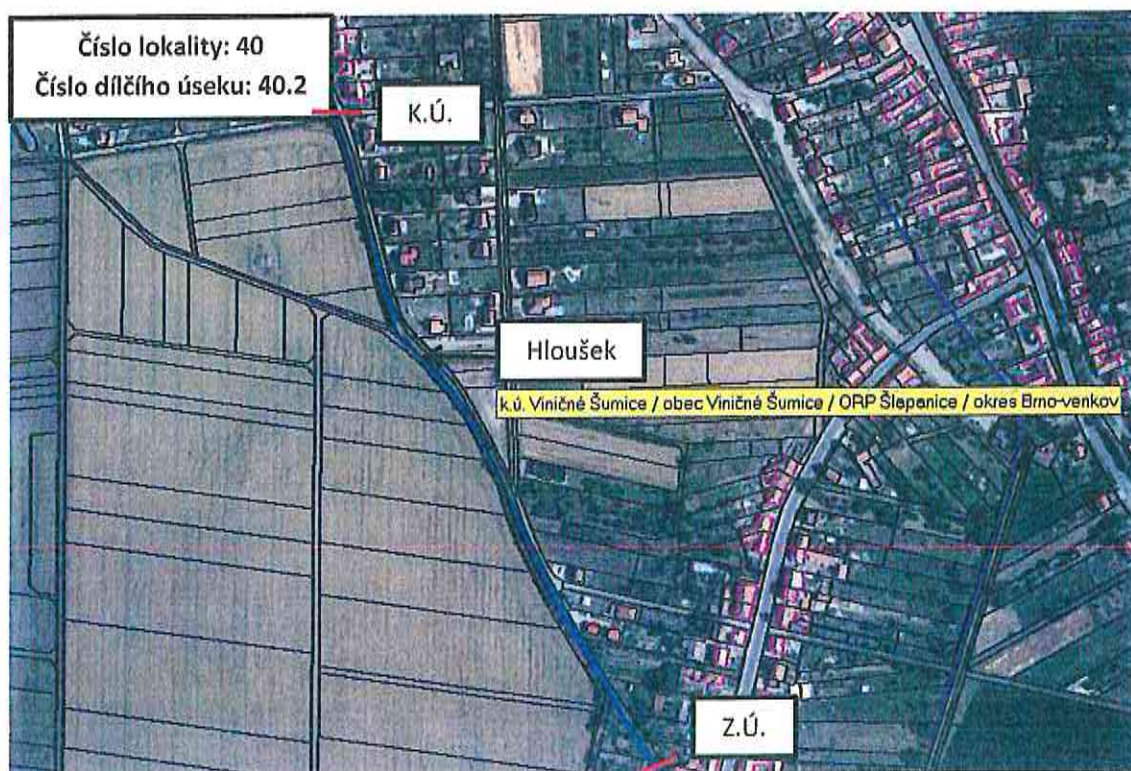 Číslo lokality: 40
Číslo dílčího úseku: 40.2
K.Ú.
Hloušek
k.ú. Viničné Šumice / obec Viničné Šumice / ORP Šlapanice / okres Brno-venkov
Z.Ú.